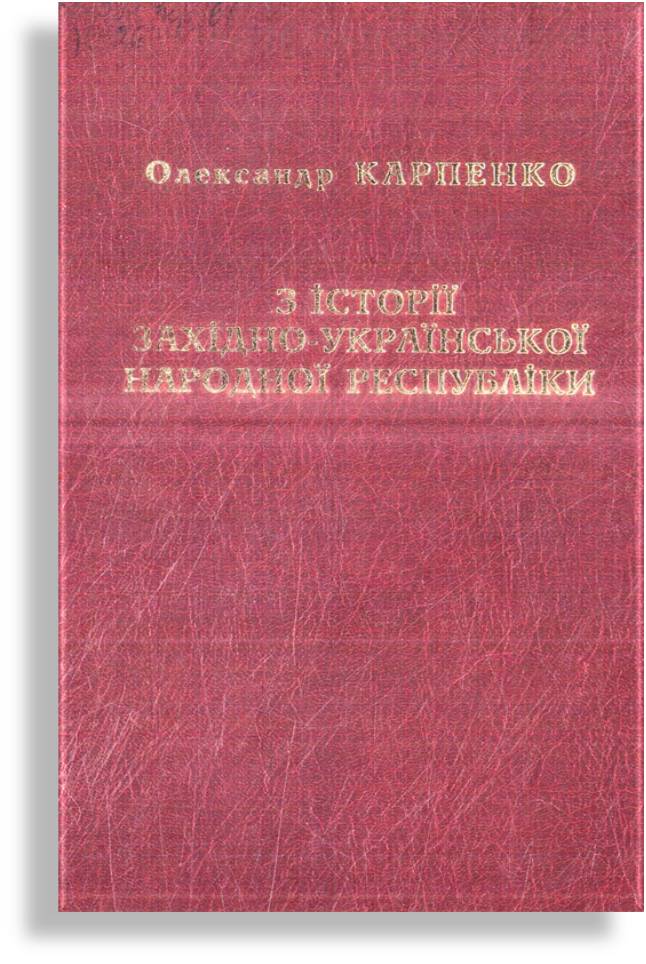 Олександр КАРПЕНКО
З ІСТОРІЇ
ЗАХІДНО-УКРАЇНСЬКОЇ
НАРОДНОЇ РЕСПУБЛІКИ